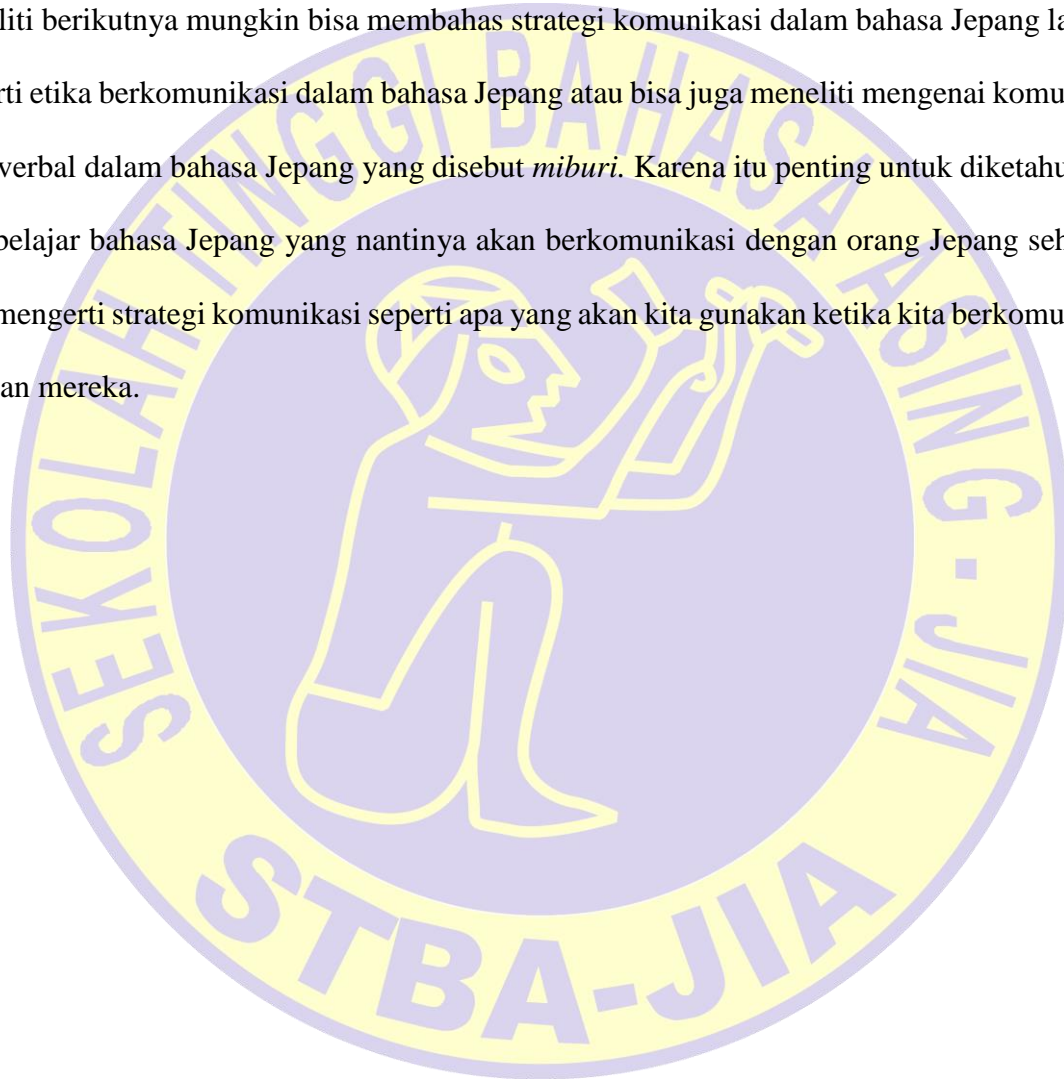 liti berikutnya mungkin bisa membahas strategi komunikasi dalam bahasa Jepang la
rti etika berkomunikasi dalam bahasa Jepang atau bisa juga meneliti mengenai komu
verbal dalam bahasa Jepang yang disebut miburi. Karena itu penting untuk diketahu
belajar bahasa Jepang yang nantinya akan berkomunikasi dengan orang Jepang seh
mengerti strategi komunikasi seperti apa yang akan kita gunakan ketika kita berkomu
an mereka.
SEKOLAH TINGGI BAHASA ASING - JIA
STBA-JIA